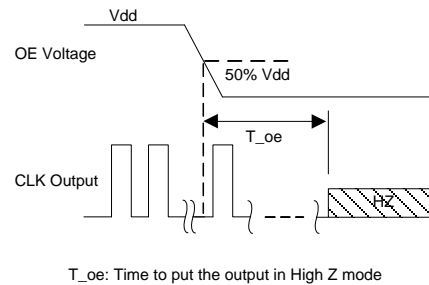 Vdd
OE Voltage
50% Vdd
T_oe
CLK Output
HZ
T_oe: Time to put the output in High Z mode